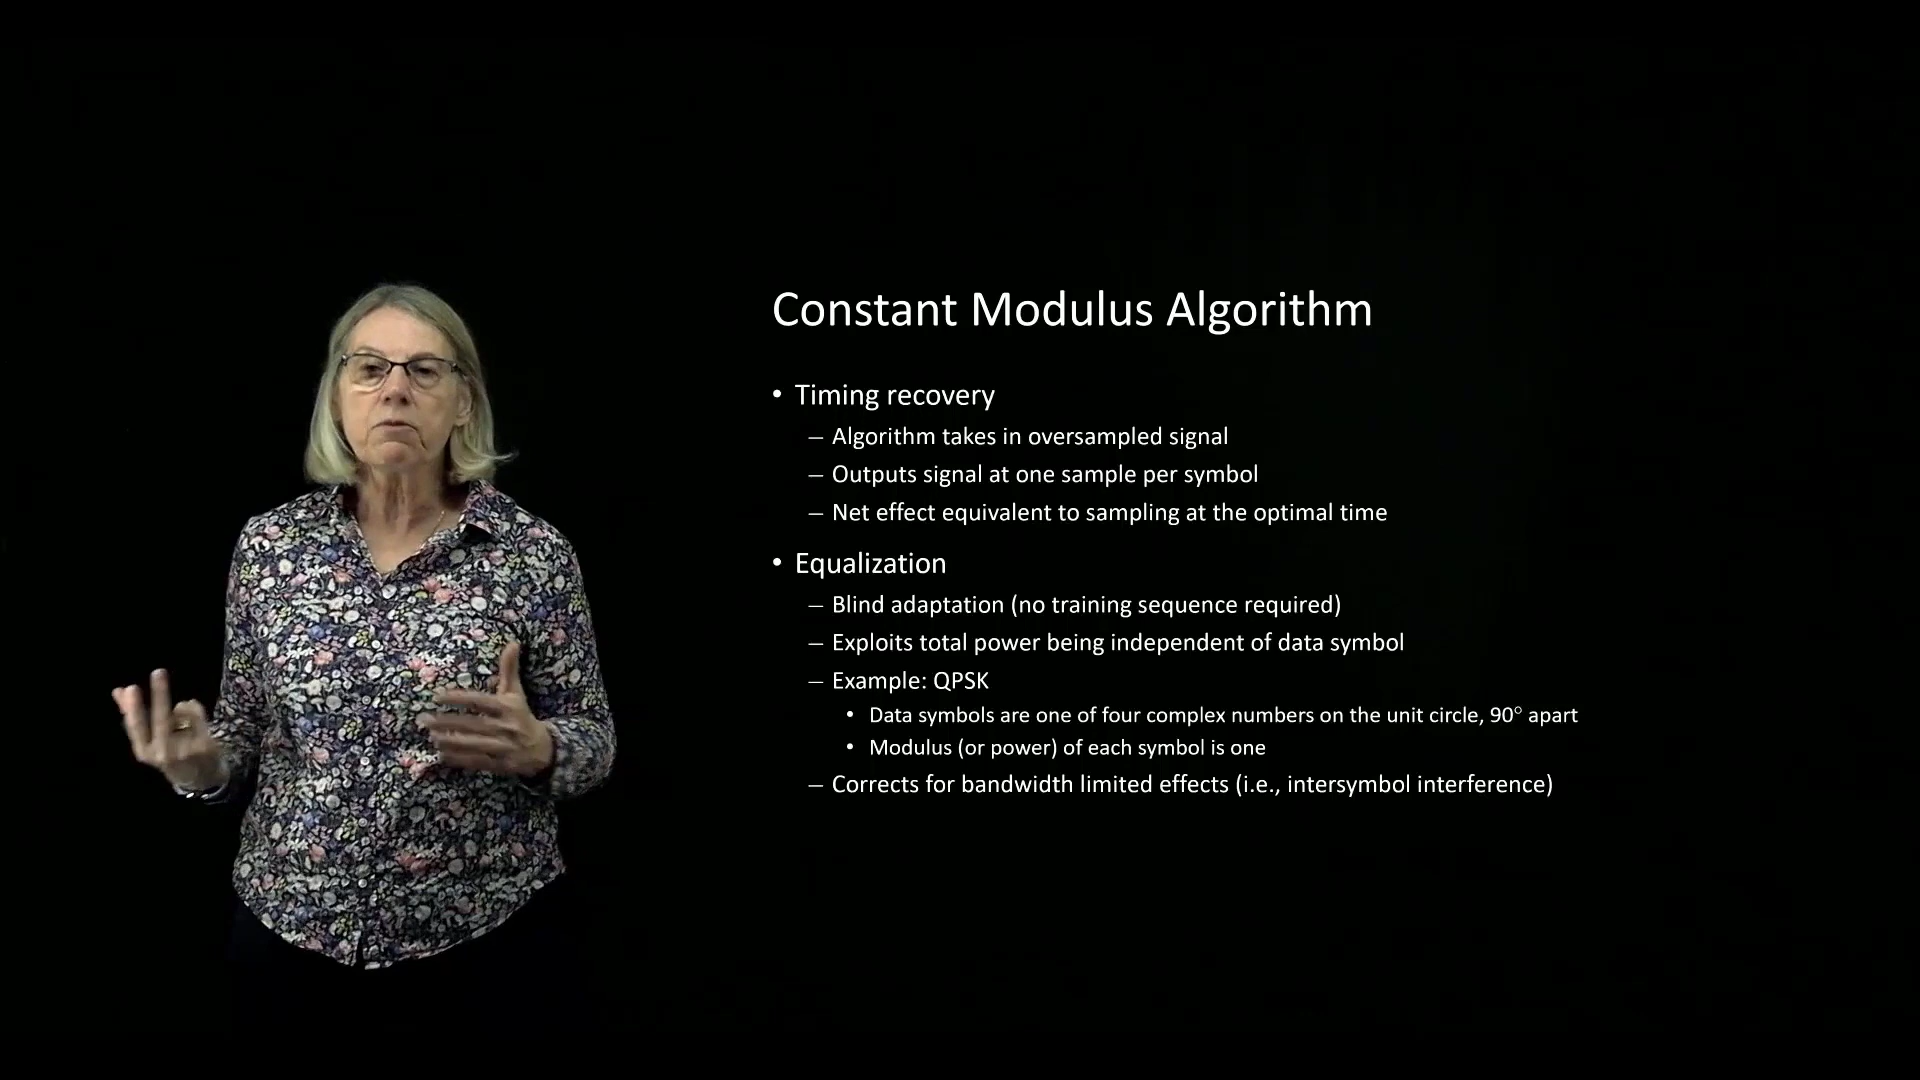 Constant Modulus Algorithm
• Timing recovery
– Algorithm takes in oversampled signal
– Outputs signal at one sample per symbol
– Net effect equivalent to sampling at the optimal time
• Equalization
– Blind adaptation (no training sequence required)
– Exploits total power being independent of data symbol
– Example: QPSK
• Data symbols are one of four complex numbers on the unit circle, 90° apart
• Modulus (or power) of each symbol is one
– Corrects for bandwidth limited effects (i.e., intersymbol interference)